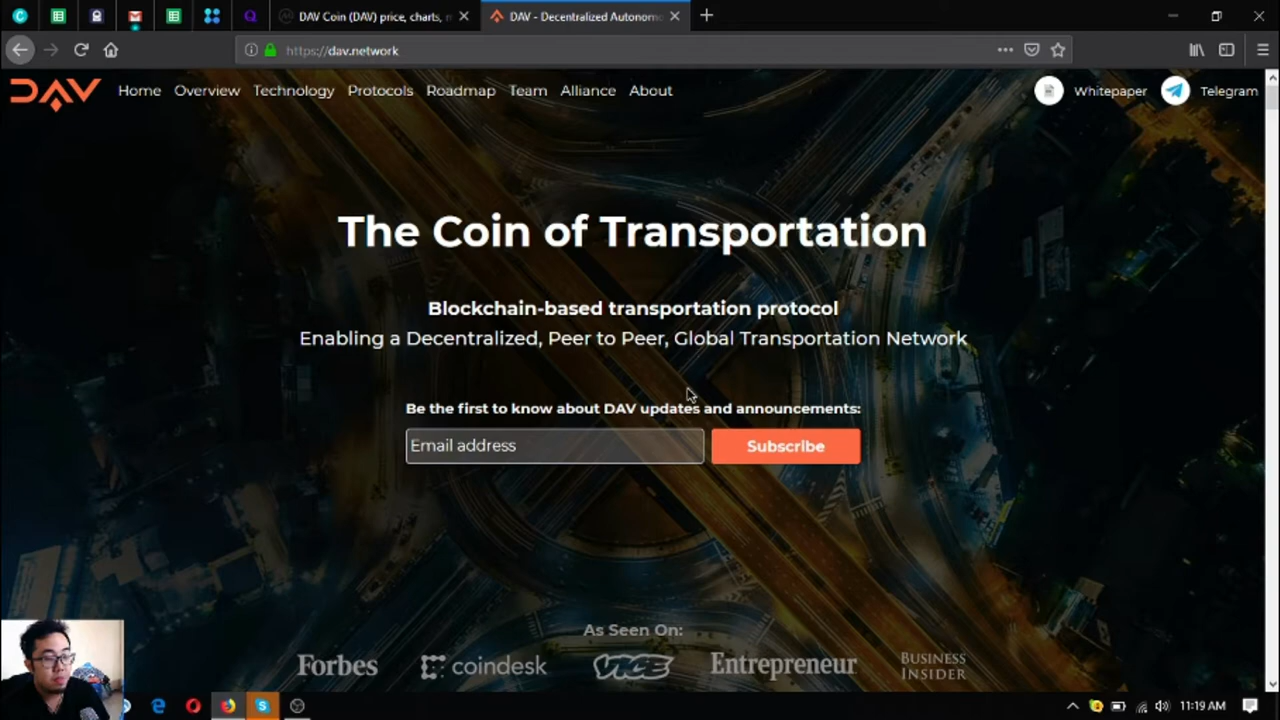 DAV Coin (DAV) price, charts,
DAV - Decentralized Autonomo
https://dav.network
DAV
Home
Overview
Technology
Protocols
Roadmap
Team
Alliance
About
Whitepaper
Telegram
The Coin of Transportation
Blockchain-based transportation protocol
Enabling a Decentralized, Peer to Peer, Global Transportation Network
Be the first to know about DAV updates and announcements:
Email address
Subscribe
As Seen On:
Forbes
coindesk
VICE
Entrepreneur
BUSINESS
INSIDER
11:19 AM